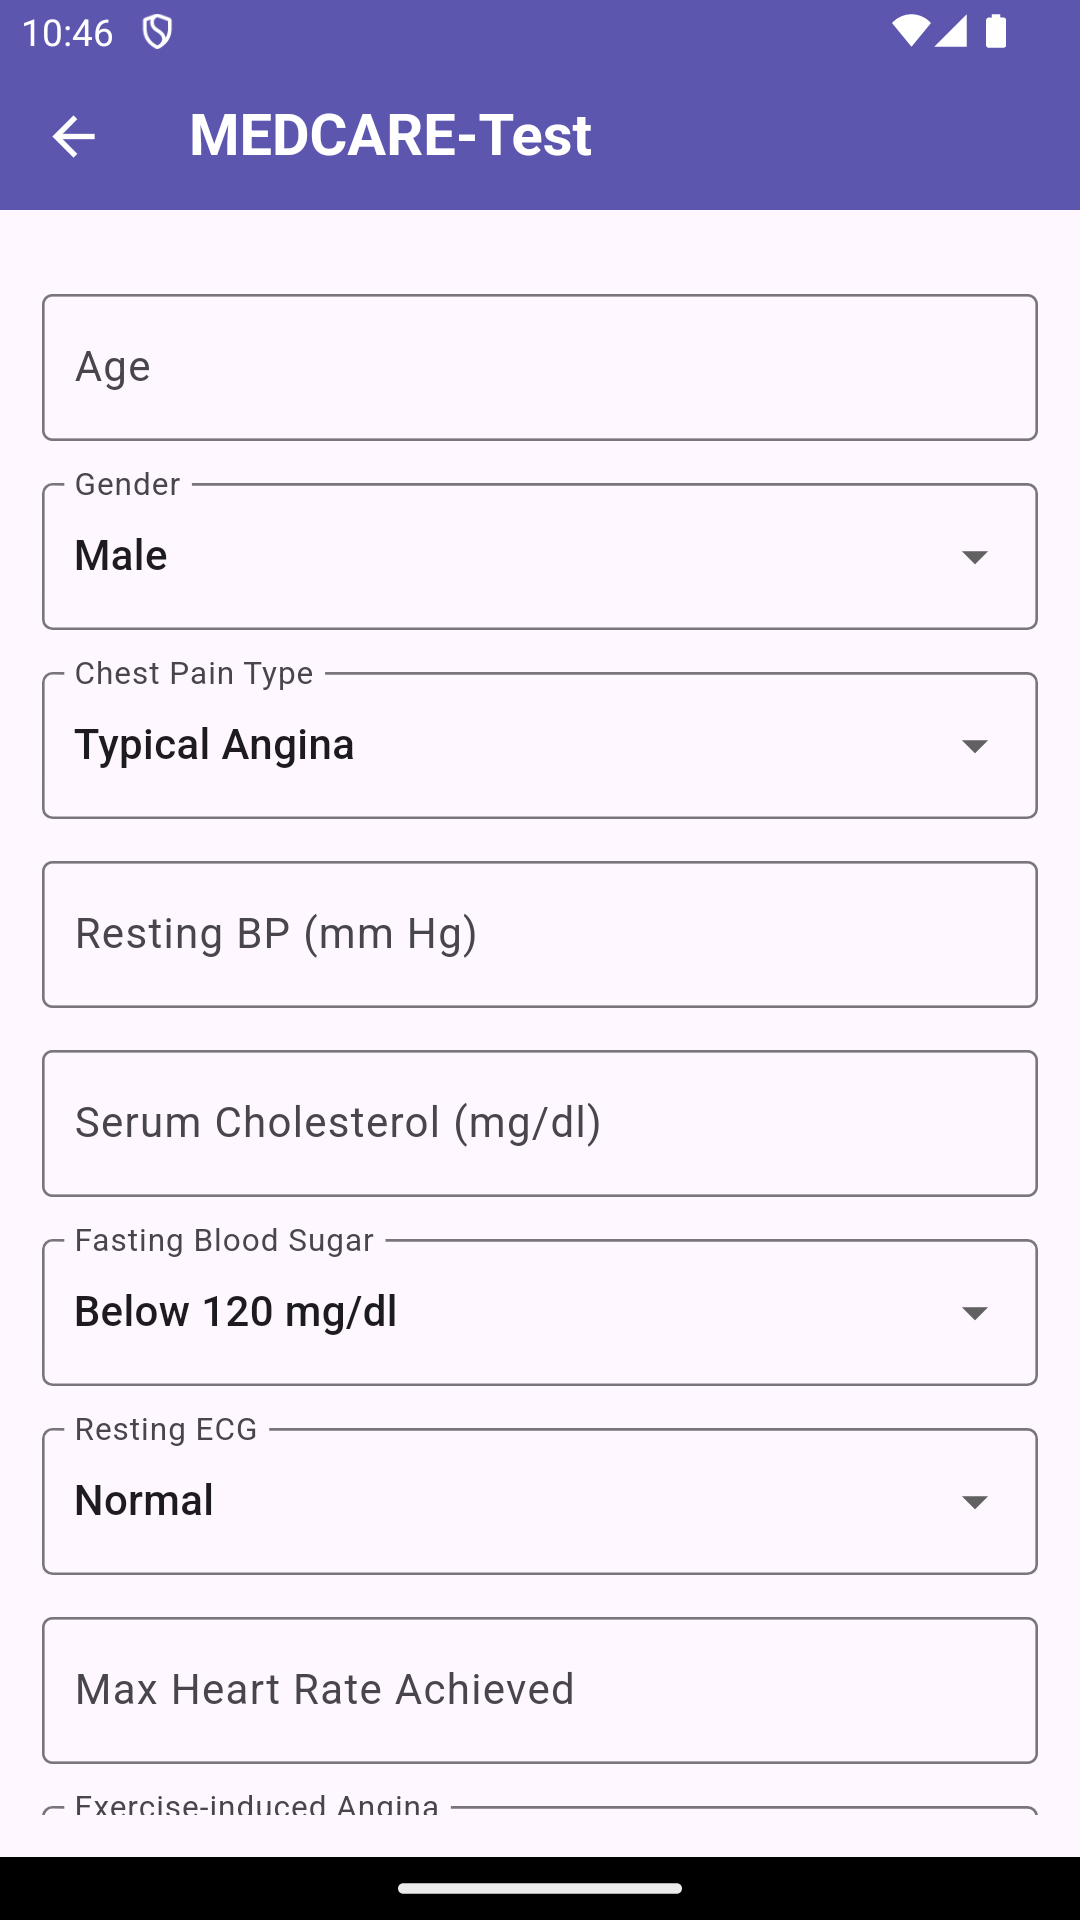 10:46
MEDCARE-Test
Age
Gender
Male
Chest Pain Type
Typical Angina
Resting BP (mm Hg)
Serum Cholesterol (mg/dl)
Fasting Blood Sugar
Below 120 mg/dl
Resting ECG
Normal
Max Heart Rate Achieved
Exercise-induced Angina